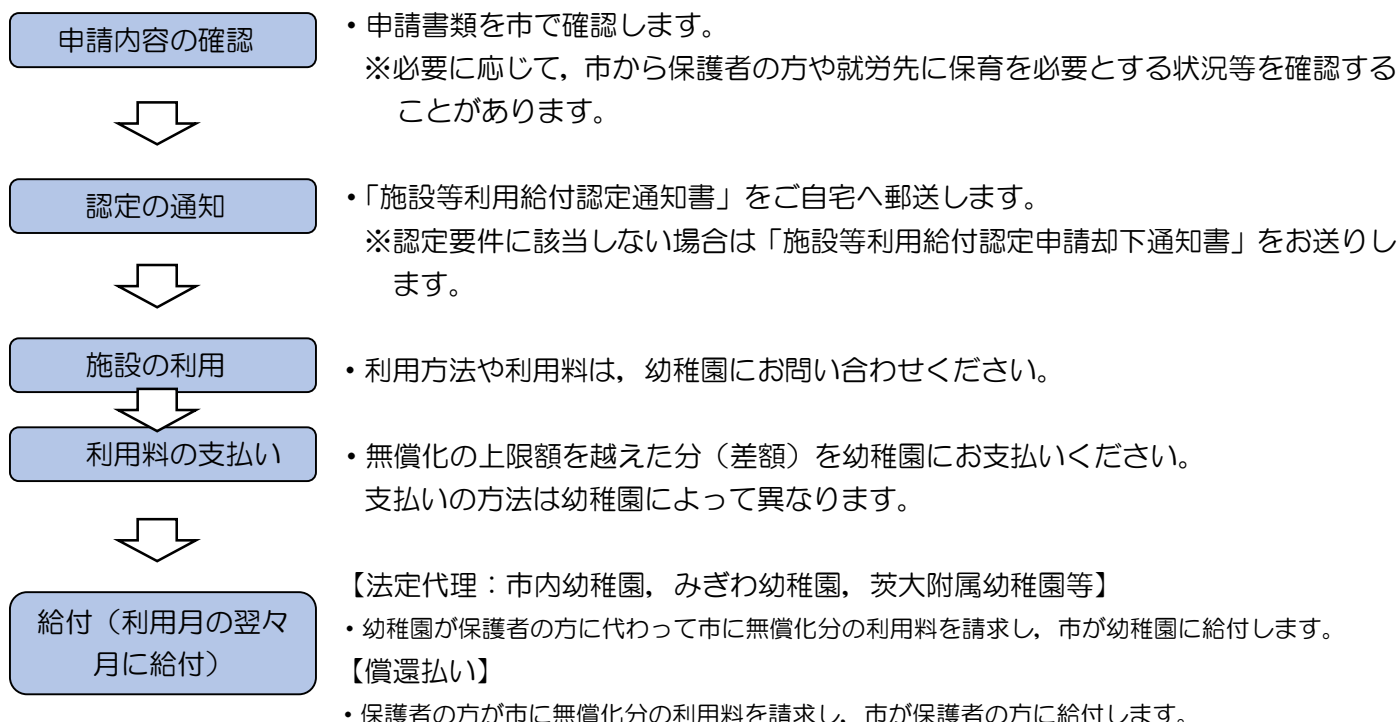 申請内容の確認
・申請書類を市で確認します。
※必要に応じて，市から保護者の方や就労先に保育を必要とする状況等を確認する
ことがあります。
認定の通知
・「施設等利用給付認定通知書」をご自宅へ郵送します。
※認定要件に該当しない場合は「施設等利用給付認定申請却下通知書」をお送りし
ます。
施設の利用
・利用方法や利用料は，幼稚園にお問い合わせください。
利用料の支払い
・無償化の上限額を越えた分（差額）を幼稚園にお支払いください。
支払いの方法は幼稚園によって異なります。
給付（利用月の翌々
月に給付）
【法定代理：市内幼稚園，みぎわ幼稚園，茨大附属幼稚園等】
・幼稚園が保護者の方に代わって市に無償化分の利用料を請求し，市が幼稚園に給付します。
【償還払い】
・保護者の方が市に無償化分の利用料を請求し，市が保護者の方に給付します。